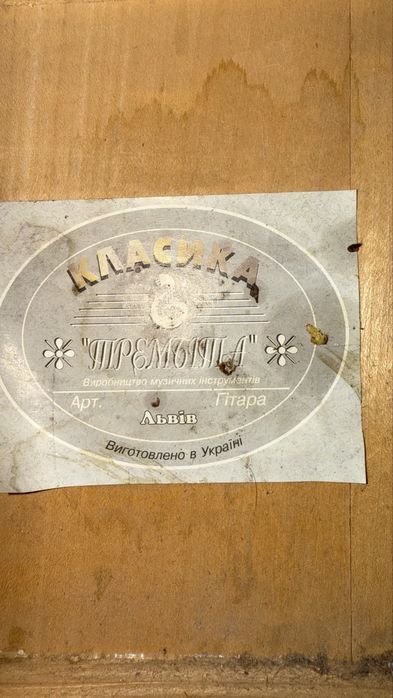 КЛАСИКА
"ТРЕМБІТА"
Виробництво музичних інструментів
Арт. Гітара
Львів
Виготовлено в Україні